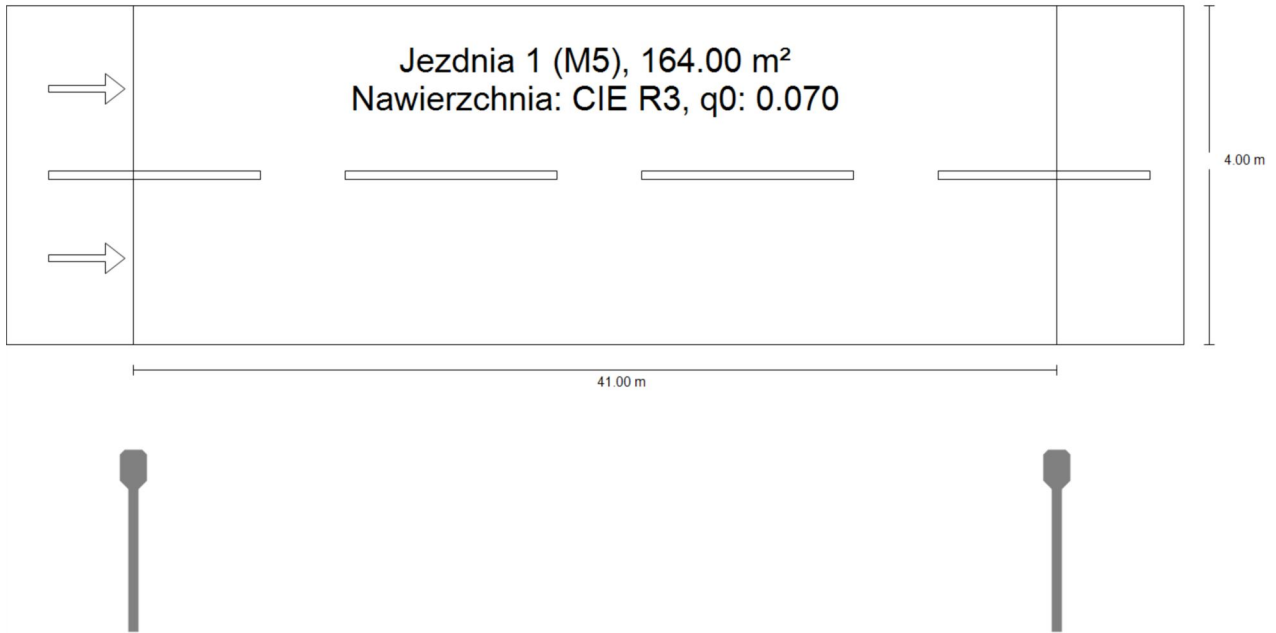 Jezdnia 1 (M5), 164.00 m²
Nawierzchnia: CIE R3, q0: 0.070
4.00 m
41.00 m